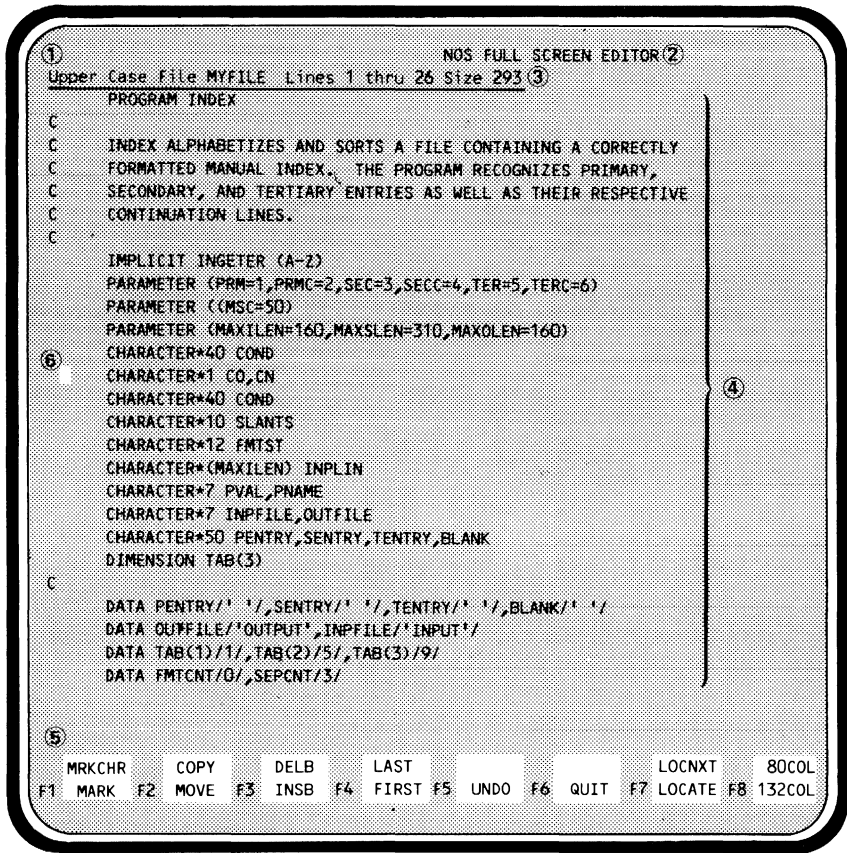 ① NOS FULL SCREEN EDITOR ②
Upper Case File MYFILE Lines 1 thru 26 Size 293 ③
PROGRAM INDEX
C
C INDEX ALPHABETIZES AND SORTS A FILE CONTAINING A CORRECTLY
C FORMATTED MANUAL INDEX. THE PROGRAM RECOGNIZES PRIMARY,
C SECONDARY, AND TERTIARY ENTRIES AS WELL AS THEIR RESPECTIVE
C CONTINUATION LINES.
C
IMPLICIT INGETER (A-Z)
PARAMETER (PRM=1,PRMC=2,SEC=3,SECC=4,TER=5,TERC=6)
PARAMETER ((MSC=50)
PARAMETER (MAXILEN=160,MAXSLEN=310,MAXOLEN=160)
⑥ CHARACTER*40 COND
CHARACTER*1 CO,CN
CHARACTER*40 COND ④
CHARACTER*10 SLANTS
CHARACTER*12 FMTST
CHARACTER*(MAXILEN) INPLIN
CHARACTER*7 PVAL,PNAME
CHARACTER*7 INPFILE,OUTFILE
CHARACTER*50 PENTRY,SENTRY,TENTRY,BLANK
DIMENSION TAB(3)
C
DATA PENTRY/' '/,SENTRY/' '/,TENTRY/' '/,BLANK/' '/
DATA OUTFILE/'OUTPUT',INPFILE/'INPUT'/
DATA TAB(1)/1/,TAB(2)/5/,TAB(3)/9/
DATA FMTCNT/0/,SEPCNT/3/
⑤
MRKCHR COPY DELB LAST LOCNXT 80COL
F1 MARK F2 MOVE F3 INSB F4 FIRST F5 UNDO F6 QUIT F7 LOCATE F8 132COL